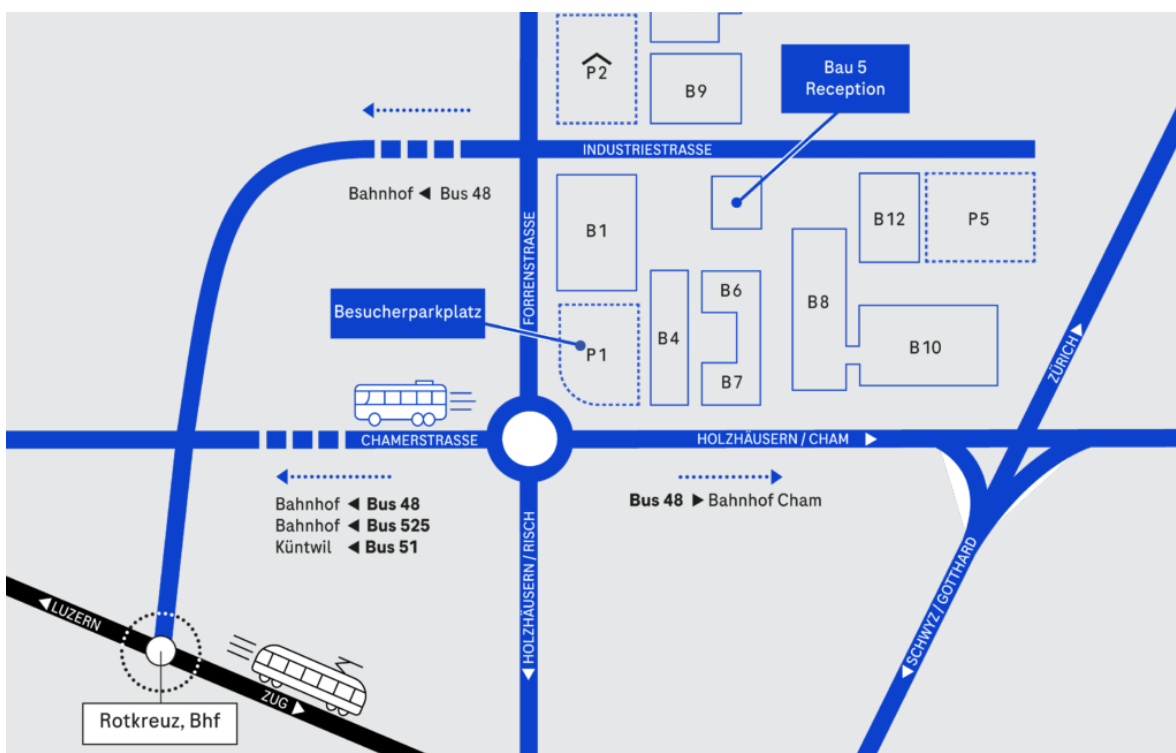 P2
B9
Bau 5
Reception
INDUSTRIESTRASSE
Bahnhof ◀ Bus 48
FORRENSTRASSE
B1
B12
P5
Besucherparkplatz
P1
B4
B6
B7
B8
B10
ZÜRICH ▶
CHAMERSTRASSE
HOLZHÄUSERN / CHAM ▶
Bahnhof ◀ Bus 48
Bahnhof ◀ Bus 525
Küntwil ◀ Bus 51
Bus 48 ▶ Bahnhof Cham
◀ HOLZHÄUSERN / RISCH
◀ SCHWYZ / GOTTHARD
◀ LUZERN
ZUG ▶
Rotkreuz, Bhf